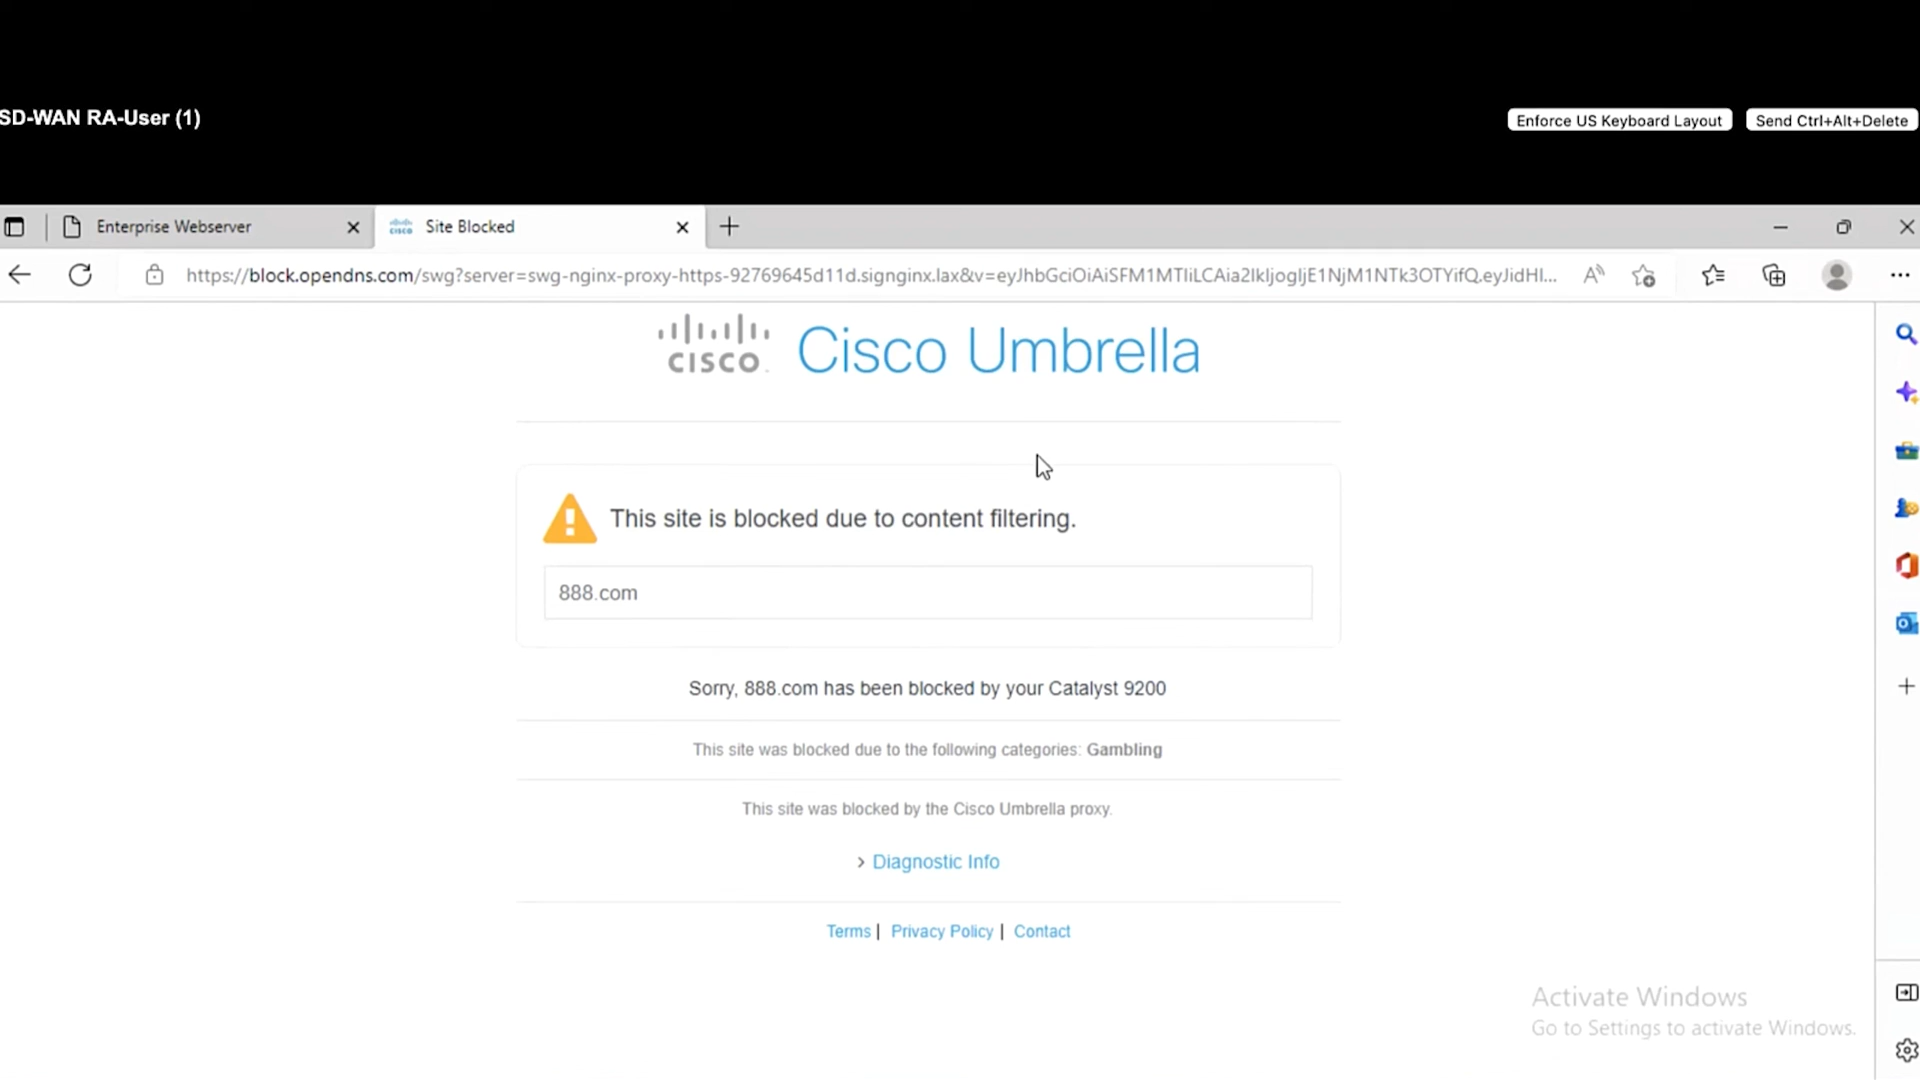 SD-WAN RA-User (1)
Enforce US Keyboard Layout
Send Ctrl+Alt+Delete
Enterprise Webserver
CISCO
Site Blocked
https://block.opendns.com/swg?server=swg-nginx-proxy-https-92769645d11d.signginx.lax&v=eyJhbGciOiAiSFM1MTIiLCAia2lkIjogIjE1NjM1NTk3OTYifQ.eyJidHI...
CISCO Cisco Umbrella
This site is blocked due to content filtering.
888.com
Sorry, 888.com has been blocked by your Catalyst 9200
This site was blocked due to the following categories: Gambling
This site was blocked by the Cisco Umbrella proxy.
> Diagnostic Info
Terms | Privacy Policy | Contact
Activate Windows
Go to Settings to activate Windows.